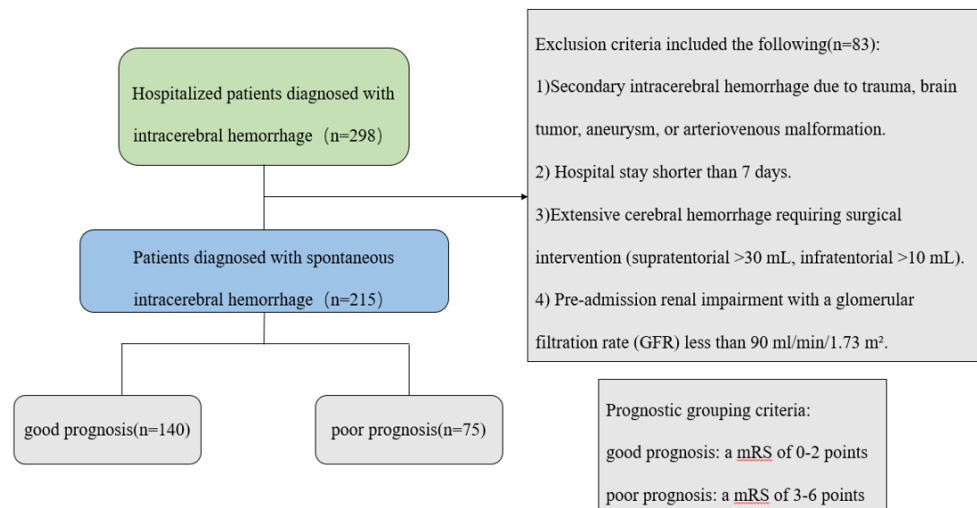 Hospitalized patients diagnosed with
intracerebral hemorrhage（n=298）
Exclusion criteria included the following(n=83):
1)Secondary intracerebral hemorrhage due to trauma, brain
tumor, aneurysm, or arteriovenous malformation.
2) Hospital stay shorter than 7 days.
3)Extensive cerebral hemorrhage requiring surgical
intervention (supratentorial >30 mL, infratentorial >10 mL).
4) Pre-admission renal impairment with a glomerular
filtration rate (GFR) less than 90 ml/min/1.73 m².
Patients diagnosed with spontaneous
intracerebral hemorrhage（n=215）
good prognosis(n=140)
poor prognosis(n=75)
Prognostic grouping criteria:
good prognosis: a mRS of 0-2 points
poor prognosis: a mRS of 3-6 points